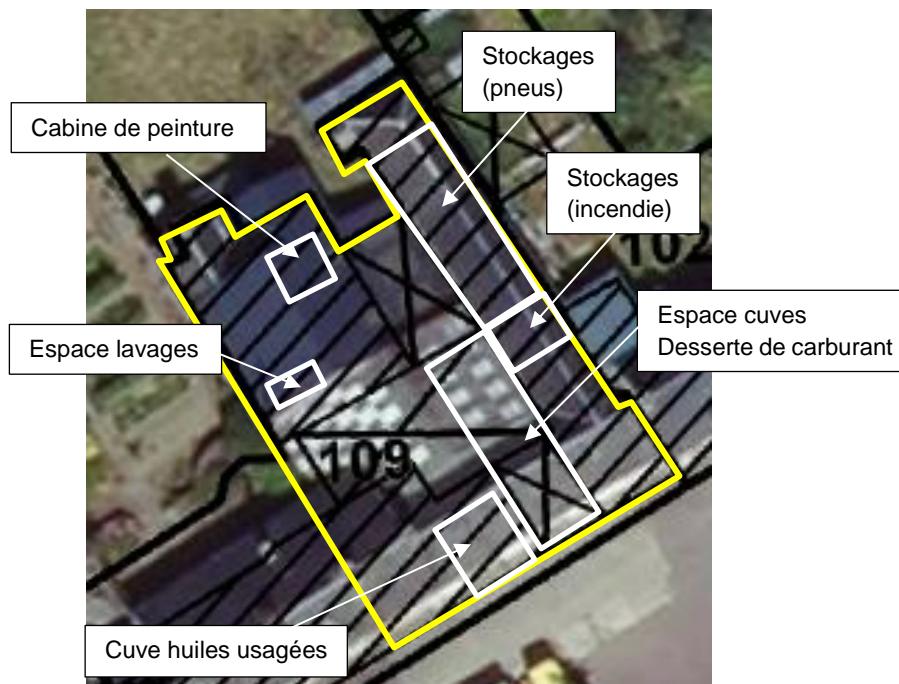 Stockages
(pneus)
Cabine de peinture
Stockages
(incendie)
102
Espace cuves
Desserte de carburant
Espace lavages
109
Cuve huiles usagées